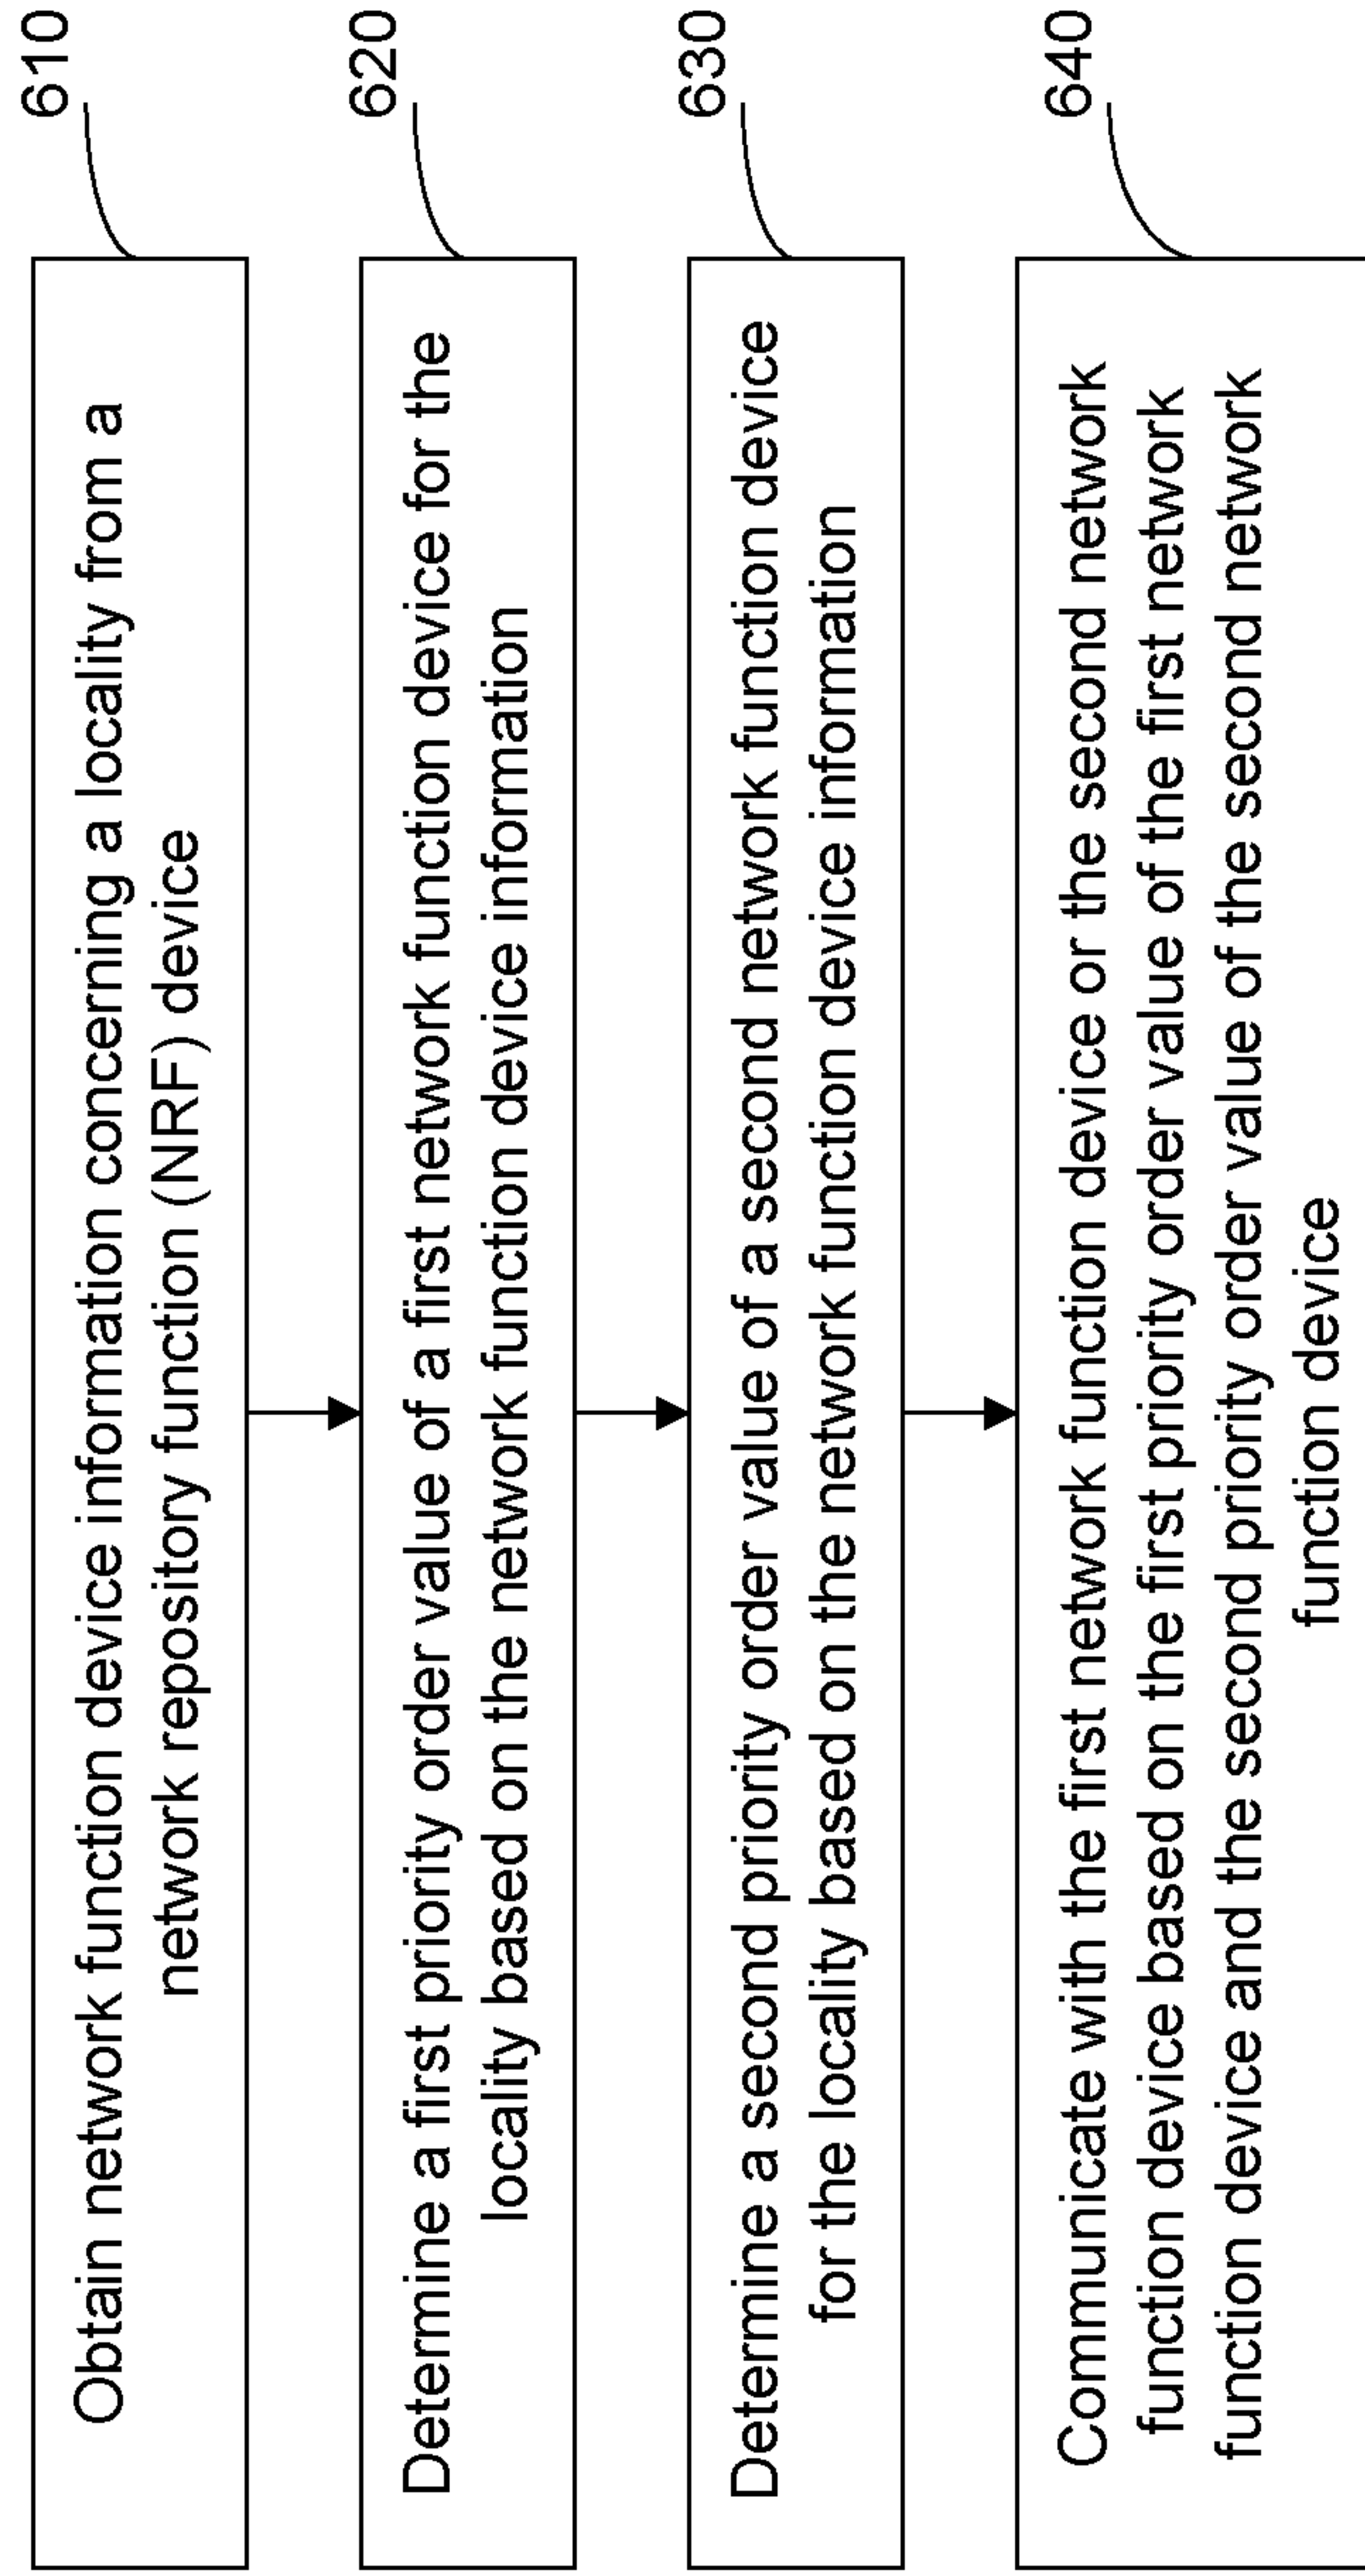 610
Obtain network function device information concerning a locality from a
network repository function (NRF) device
620
Determine a first priority order value of a first network function device for the
locality based on the network function device information
630
Determine a second priority order value of a second network function device
for the locality based on the network function device information
640
Communicate with the first network function device or the second network
function device based on the first priority order value of the first network
function device and the second priority order value of the second network
function device